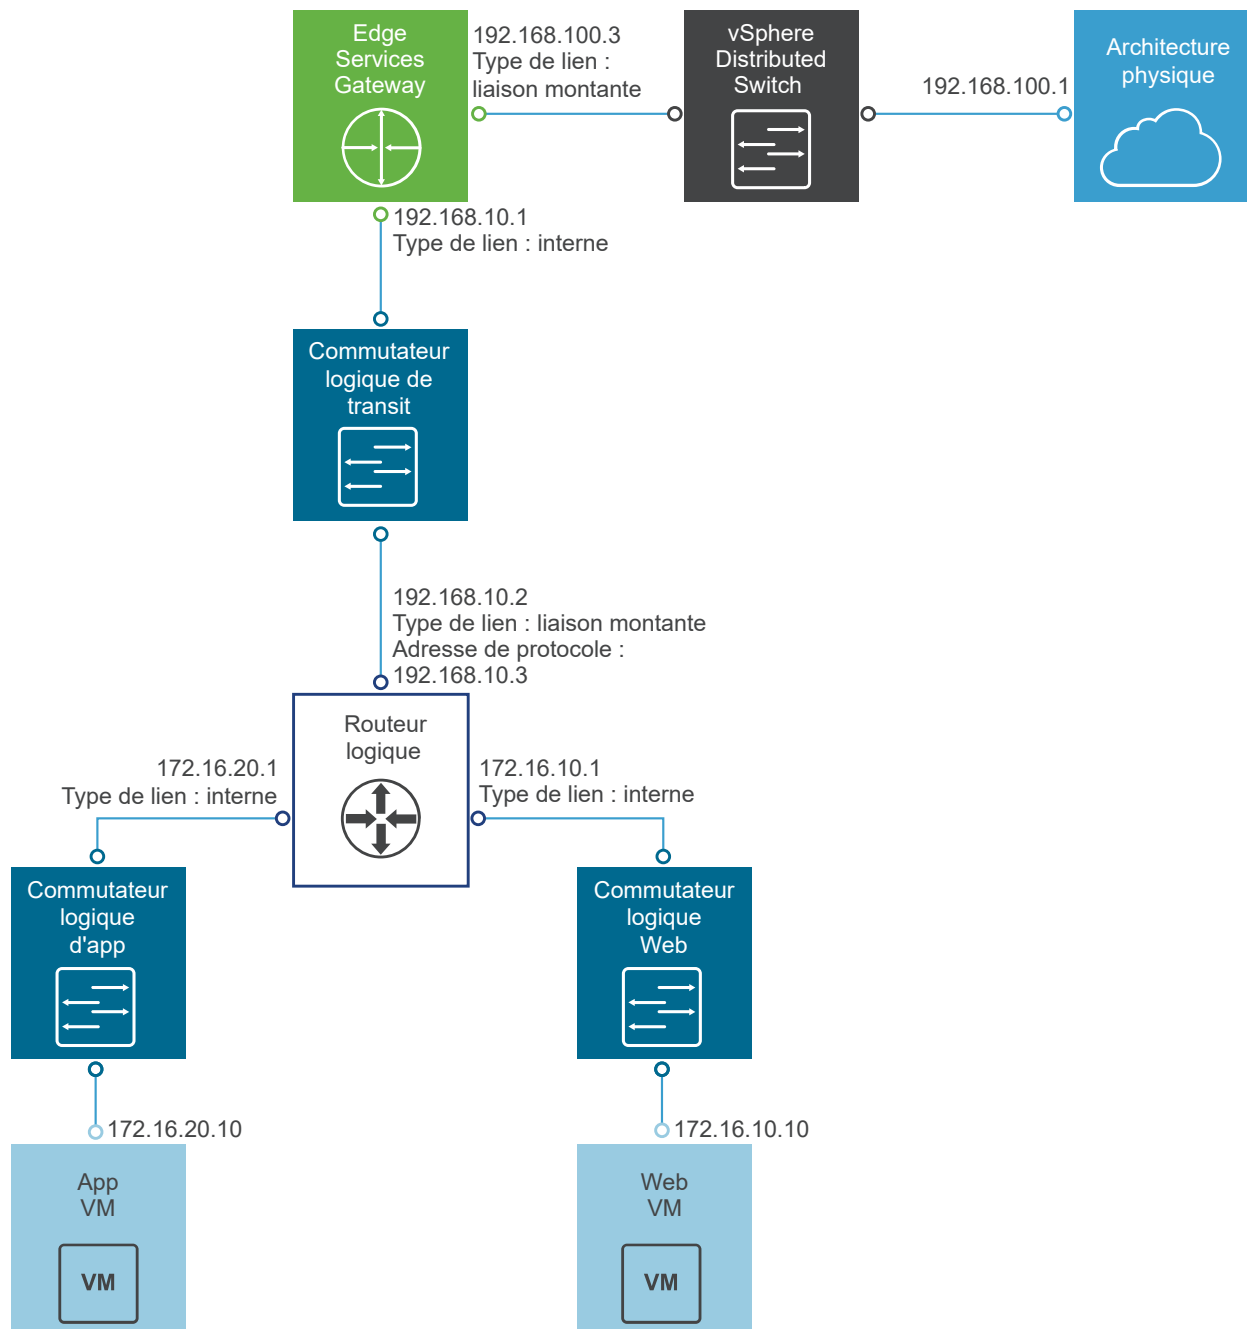 Edge
Services
Gateway
192.168.100.3
Type de lien :
liaison montante
vSphere
Distributed
Switch
192.168.100.1
Architecture
physique
192.168.10.1
Type de lien : interne
Commutateur
logique de
transit
192.168.10.2
Type de lien : liaison montante
Adresse de protocole :
192.168.10.3
Routeur
logique
172.16.20.1
Type de lien : interne
172.16.10.1
Type de lien : interne
Commutateur
logique
d'app
Commutateur
logique
Web
172.16.20.10
172.16.10.10
App
VM
VM
Web
VM
VM